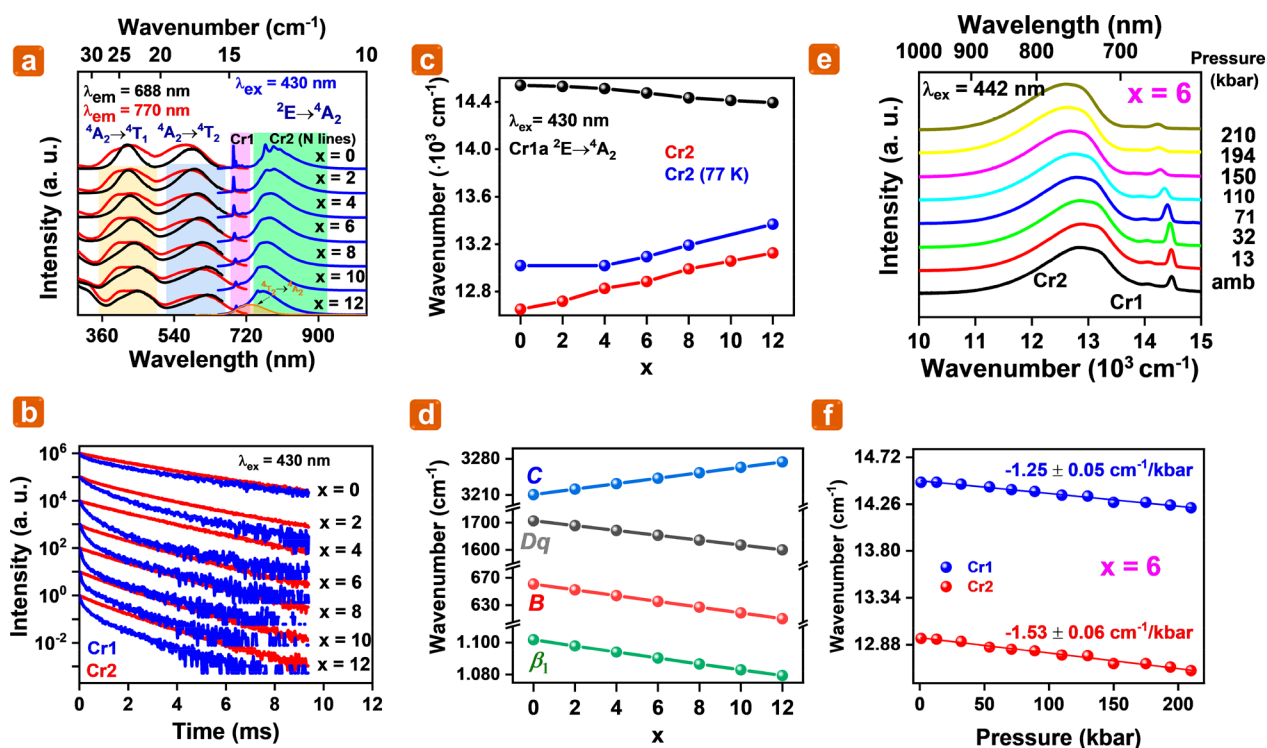 a
Wavenumber (cm⁻¹)
30 25 20 15 10
λem = 688 nm
λem = 770 nm
λex = 430 nm
²E→⁴A₂
⁴A₂→⁴T₁
⁴A₂→⁴T₂
Cr1
Cr2 (N lines)
x = 0
x = 2
x = 4
x = 6
x = 8
x = 10
x = 12
⁴T₂→⁴A₂
Intensity (a. u.)
360 540 720 900
Wavelength (nm)
b
λex = 430 nm
10⁶
10⁴
10²
10⁰
10⁻²
x = 0
x = 2
x = 4
x = 6
x = 8
x = 10
x = 12
Cr1
Cr2
Intensity (a. u.)
0 2 4 6 8 10 12
Time (ms)
c
14.4
14.0
13.6
13.2
12.8
λex = 430 nm
Cr1a ²E→⁴A₂
Cr2
Cr2 (77 K)
Wavenumber (·10³ cm⁻¹)
0 2 4 6 8 10 12
x
d
3280
3210
1700
1600
670
630
1.100
1.080
C
Dq
B
β₁
Wavenumber (cm⁻¹)
0 2 4 6 8 10 12
x
e
Wavelength (nm)
1000 900 800 700
Pressure
(kbar)
λex = 442 nm
x = 6
210
194
150
110
71
32
13
amb
Cr2
Cr1
Intensity (a. u.)
10 11 12 13 14 15
Wavenumber (10³ cm⁻¹)
f
14.72
14.26
13.80
13.34
12.88
-1.25 ± 0.05 cm⁻¹/kbar
Cr1
Cr2
x = 6
-1.53 ± 0.06 cm⁻¹/kbar
Wavenumber (cm⁻¹)
0 50 100 150 200
Pressure (kbar)